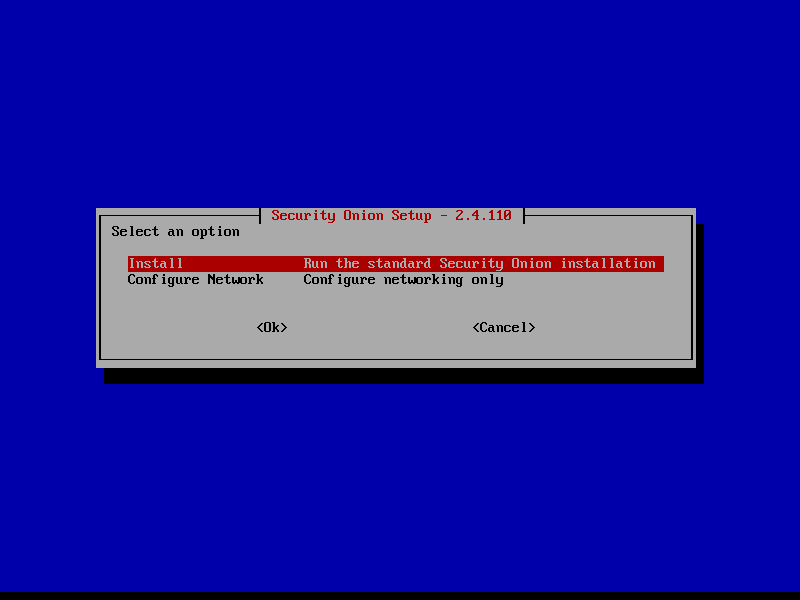 Security Onion Setup - 2.4.110
Select an option
Install Run the standard Security Onion installation
Configure Network Configure networking only
<Ok> <Cancel>